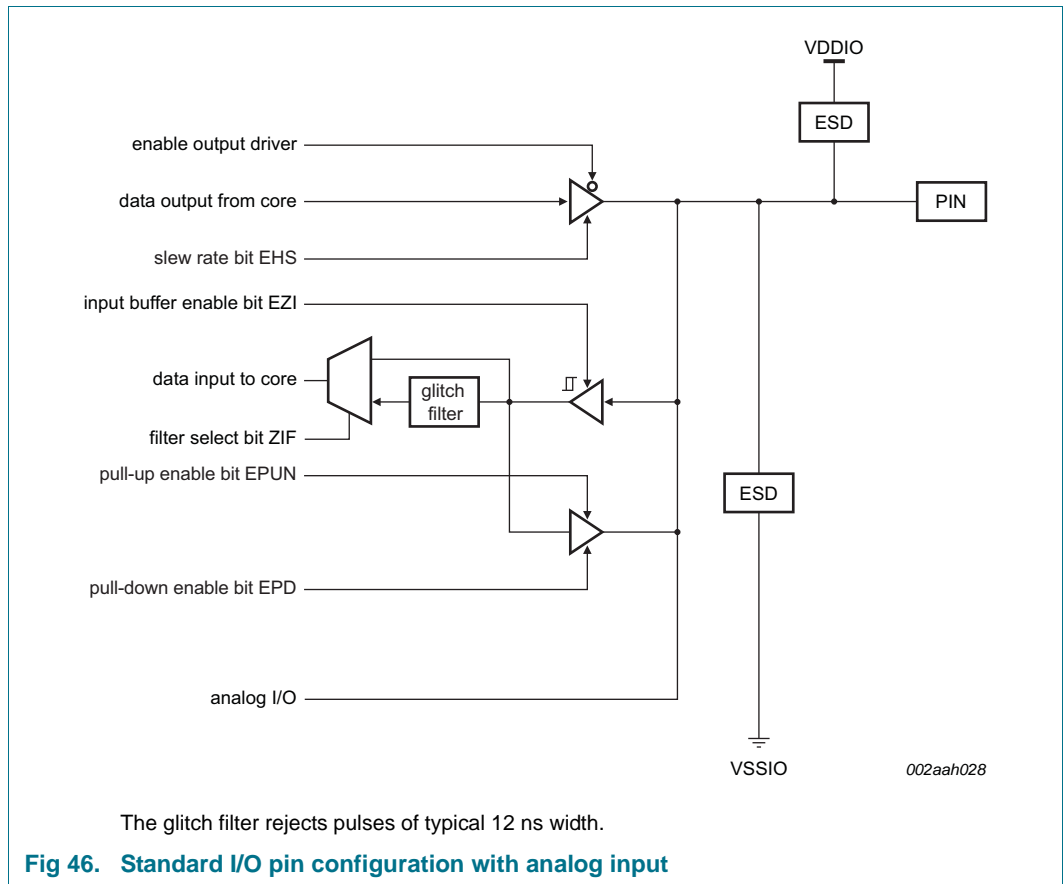 VDDIO
ESD
enable output driver
data output from core
PIN
slew rate bit EHS
input buffer enable bit EZI
data input to core
glitch
filter
filter select bit ZIF
pull-up enable bit EPUN
ESD
pull-down enable bit EPD
analog I/O
VSSIO
002aah028
The glitch filter rejects pulses of typical 12 ns width.
Fig 46. Standard I/O pin configuration with analog input